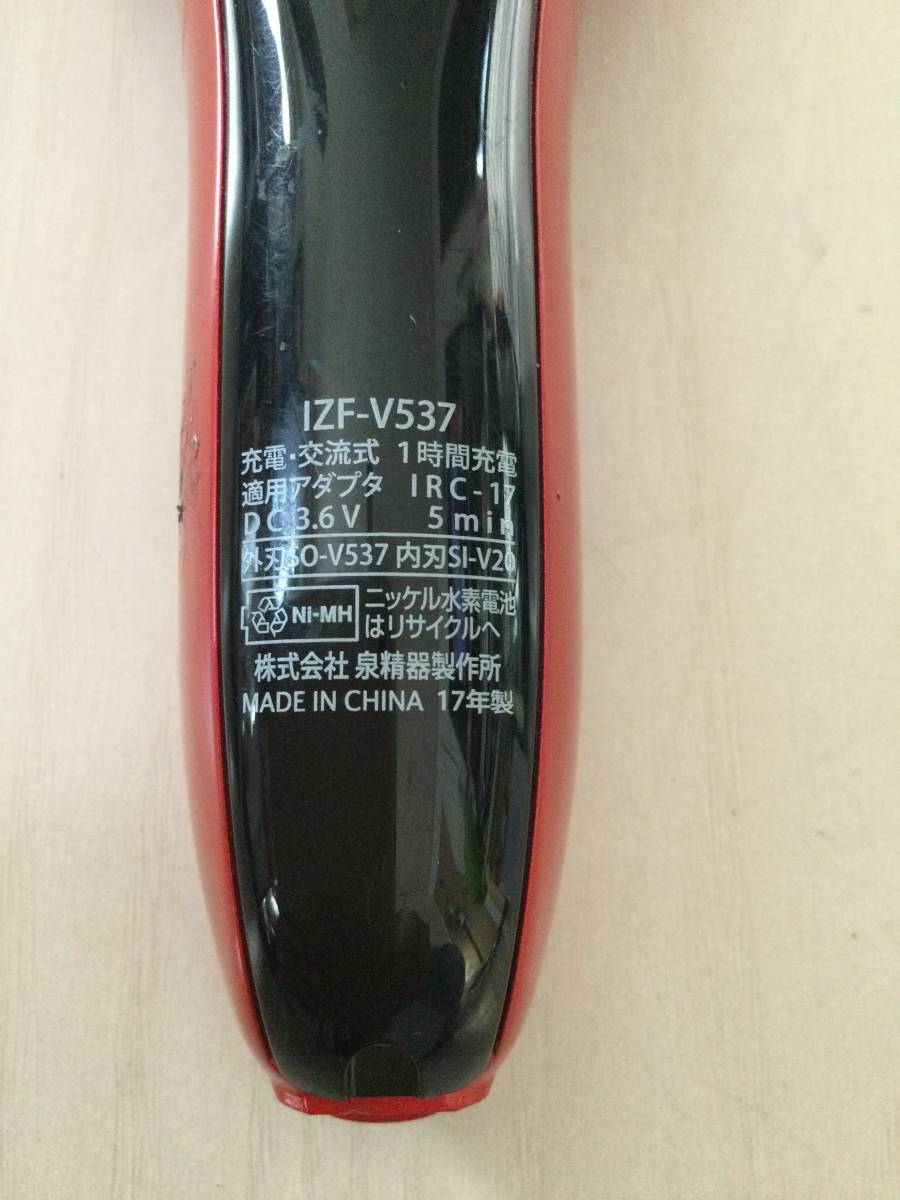 IZF-V537
充電・交流式 1時間充電
適用アダプタ IRC-17
DC 3.6V 5min
外刃SO-V537 内刃SI-V20
Ni-MH ニッケル水素電池
はリサイクルへ
株式会社 泉精器製作所
MADE IN CHINA 17年製